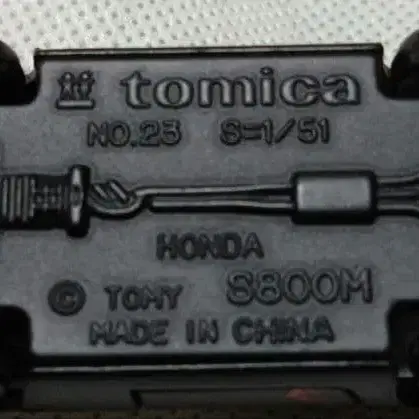 tomica
NO.23 S=1/51
HONDA
© TOMY S800M
MADE IN CHINA